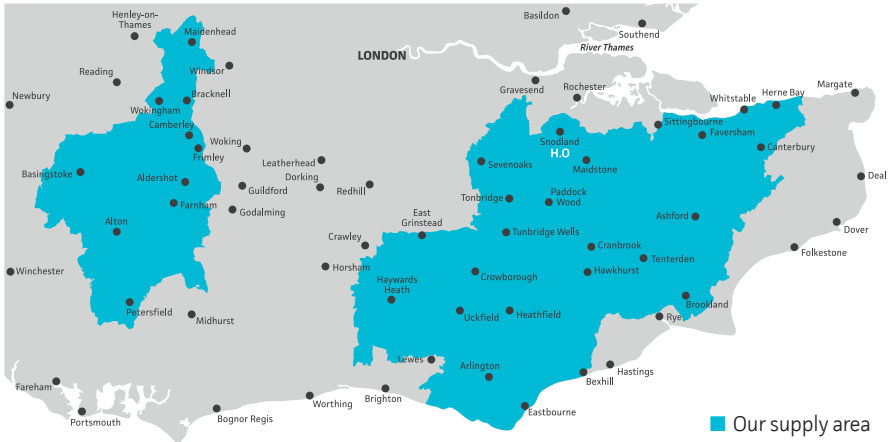 Basildon
Henley-on-
Thames
Southend
Maidenhead
River Thames
LONDON
Windsor
Reading
Gravesend
Rochester
Margate
Newbury
Bracknell
Whitstable
Herne Bay
Wokingham
Sittingbourne
Camberley
Faversham
Snodland
H.O
Woking
Canterbury
Frimley
Leatherhead
Sevenoaks
Maidstone
Basingstoke
Aldershot
Dorking
Deal
Guildford
Redhill
Tonbridge
Paddock
Wood
Farnham
Godalming
East
Grinstead
Ashford
Alton
Dover
Crawley
Tunbridge Wells
Cranbrook
Folkestone
Tenterden
Winchester
Horsham
Crowborough
Hawkhurst
Haywards
Heath
Brookland
Petersfield
Midhurst
Uckfield
Heathfield
Rye
Lewes
Arlington
Hastings
Bexhill
Fareham
Brighton
Worthing
Bognor Regis
Eastbourne
Portsmouth
Our supply area